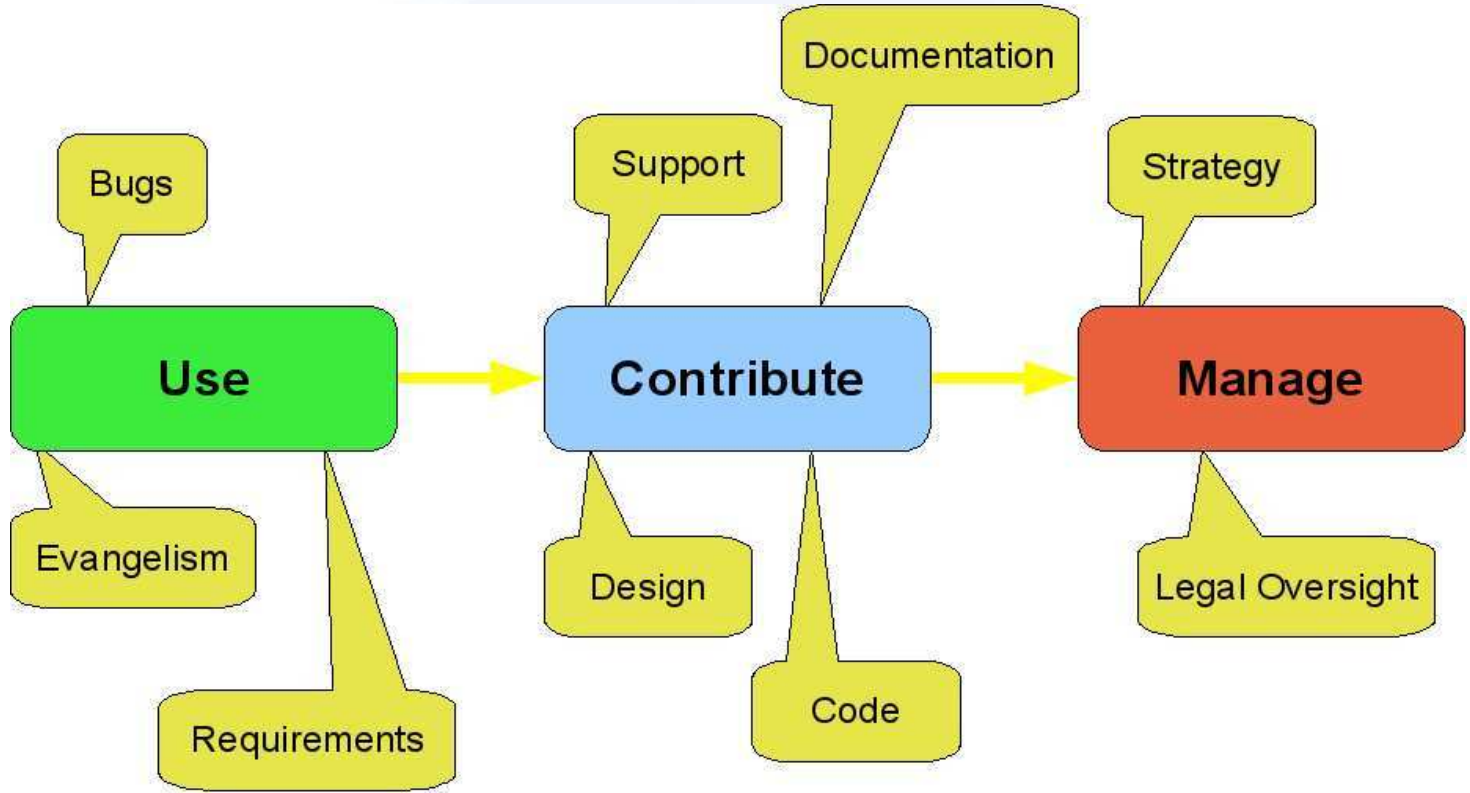 Documentation
Bugs
Support
Strategy
Use
Contribute
Manage
Evangelism
Design
Legal Oversight
Requirements
Code